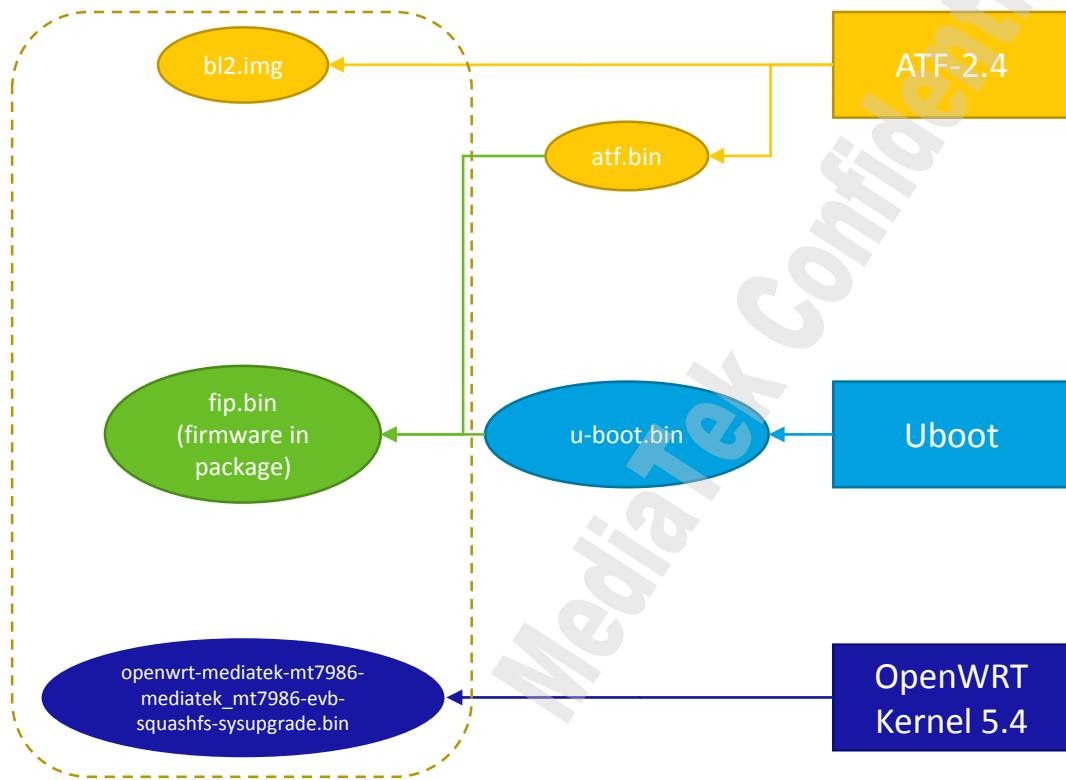 bl2.img
ATF-2.4
atf.bin
fip.bin
(firmware in
package)
u-boot.bin
Uboot
openwrt-mediatek-mt7986-
mediatek_mt7986-evb-
squashfs-sysupgrade.bin
OpenWRT
Kernel 5.4
MediaTek